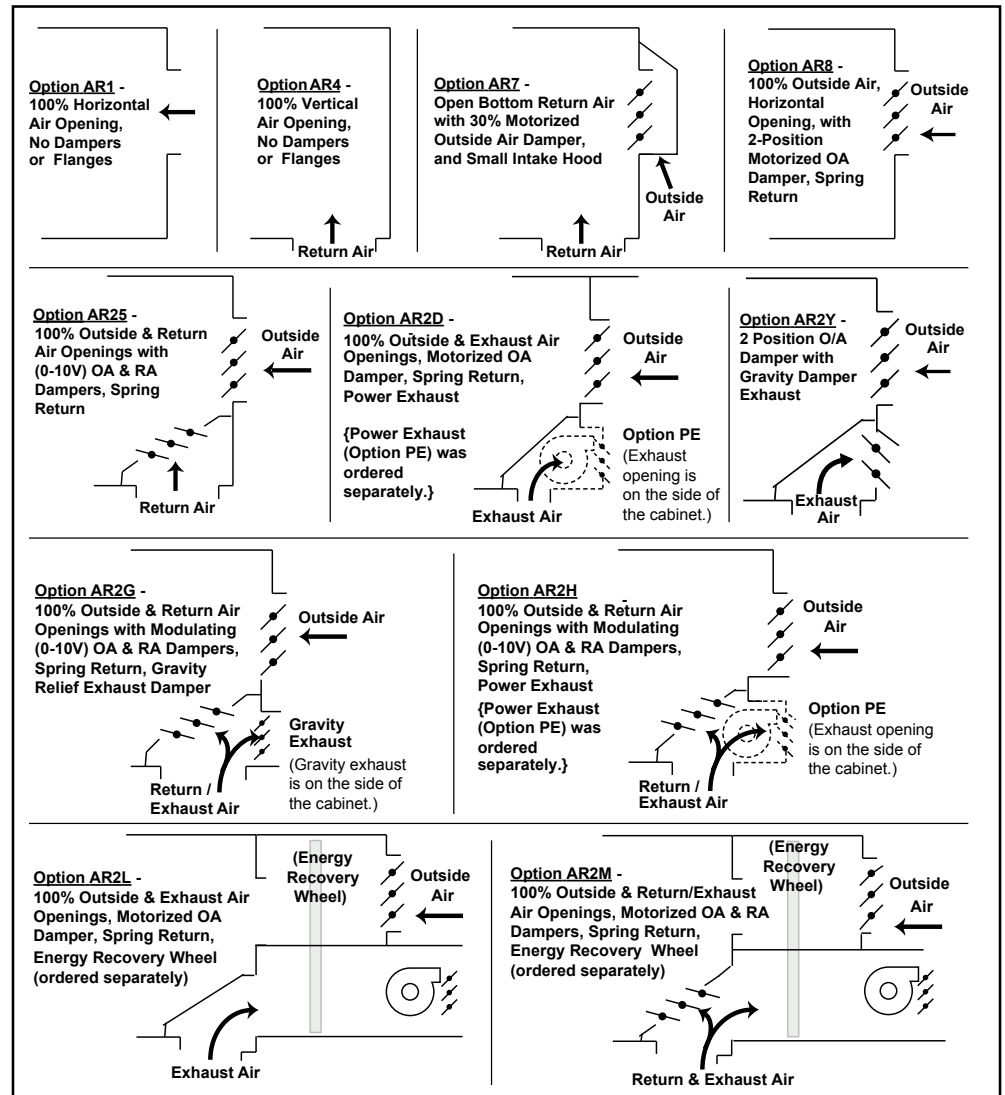 Option AR1 -
100% Horizontal
Air Opening,
No Dampers
or Flanges
Option AR4 -
100% Vertical
Air Opening,
No Dampers
or Flanges
Return Air
Option AR7 -
Open Bottom Return Air
with 30% Motorized
Outside Air Damper,
and Small Intake Hood
Outside
Air
Return Air
Option AR8 -
100% Outside Air,
Horizontal
Opening, with
2-Position
Motorized OA
Damper, Spring
Return
Outside
Air
Option AR25 -
100% Outside & Return
Air Openings with
(0-10V) OA & RA
Dampers, Spring
Return
Outside
Air
Return Air
Option AR2D -
100% Outside & Exhaust Air
Openings, Motorized OA
Damper, Spring Return,
Power Exhaust
{Power Exhaust
(Option PE) was
ordered
separately.}
Outside
Air
Option PE
(Exhaust
opening is
on the side of
the cabinet.)
Exhaust Air
Option AR2Y -
2 Position O/A
Damper with
Gravity Damper
Exhaust
Outside
Air
Exhaust
Air
Option AR2G -
100% Outside & Return Air
Openings with Modulating
(0-10V) OA & RA Dampers,
Spring Return, Gravity
Relief Exhaust Damper
Outside Air
Gravity
Exhaust
(Gravity exhaust
is on the side of
the cabinet.)
Return /
Exhaust Air
Option AR2H -
100% Outside & Return Air
Openings with Modulating
(0-10V) OA & RA Dampers,
Spring Return,
Power Exhaust
{Power Exhaust
(Option PE) was
ordered
separately.}
Outside
Air
Option PE
(Exhaust opening
is on the side of
the cabinet.)
Return /
Exhaust Air
Option AR2L -
100% Outside & Exhaust Air
Openings, Motorized OA
Damper, Spring Return,
Energy Recovery Wheel
(ordered separately)
(Energy
Recovery
Wheel)
Outside
Air
Exhaust Air
Option AR2M -
100% Outside & Return/Exhaust
Air Openings, Motorized OA & RA
Dampers, Spring Return,
Energy Recovery Wheel
(ordered separately)
(Energy
Recovery
Wheel)
Outside
Air
Return & Exhaust Air